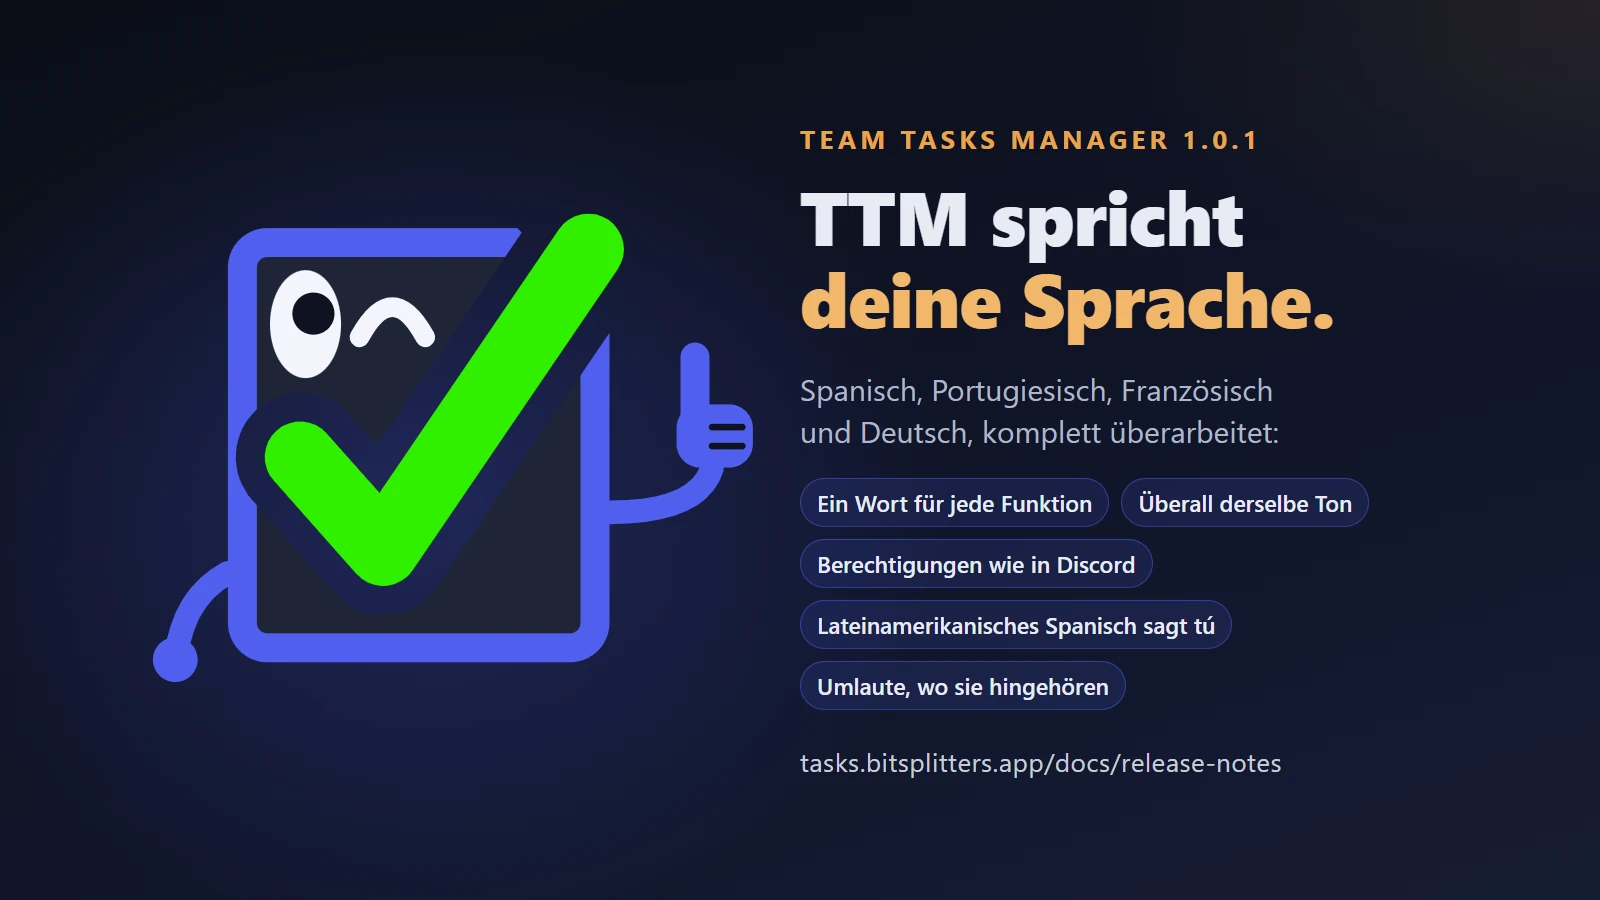 TEAM TASKS MANAGER 1.0.1
TTM spricht
deine Sprache.
Spanisch, Portugiesisch, Französisch
und Deutsch, komplett überarbeitet:
Ein Wort für jede Funktion
Überall derselbe Ton
Berechtigungen wie in Discord
Lateinamerikanisches Spanisch sagt tú
Umlaute, wo sie hingehören
tasks.bitsplitters.app/docs/release-notes